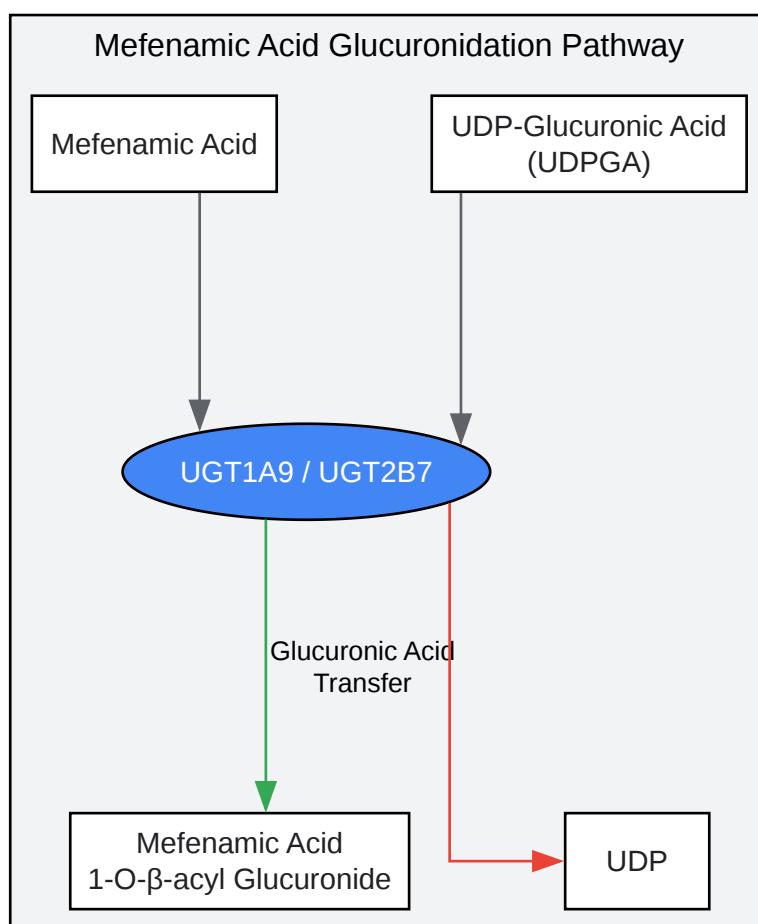 Mefenamic Acid Glucuronidation Pathway
Mefenamic Acid
UDP-Glucuronic Acid
(UDPGA)
UGT1A9 / UGT2B7
Glucuronic Acid
Transfer
Mefenamic Acid
1-O-β-acyl Glucuronide
UDP